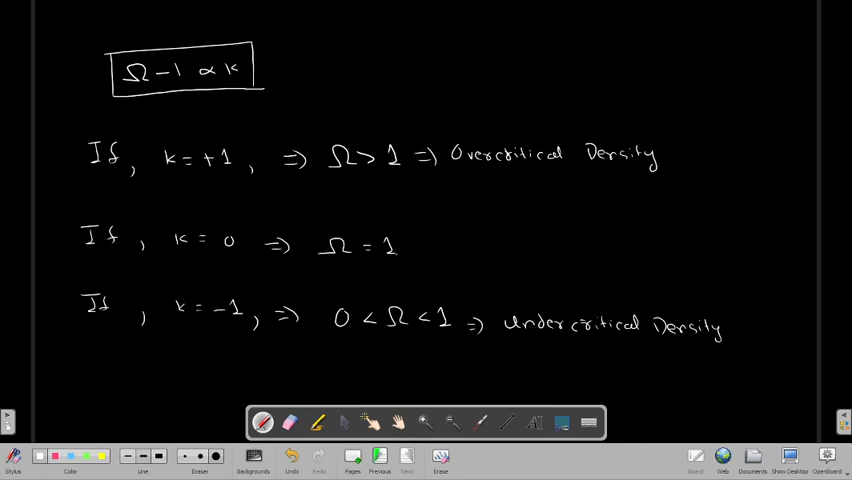 Ω - 1 ∝ k
If, k = +1, ⇒ Ω > 1 ⇒ Overcritical Density
If, k = 0 ⇒ Ω = 1
If, k = -1, ⇒ 0 < Ω < 1 ⇒ Undercritical Density
Stylus
Color
Line
Eraser
Backgrounds
Undo
Redo
Pages
Previous
Next
Erase
Board
Web
Documents
Show Desktop
OpenBoard